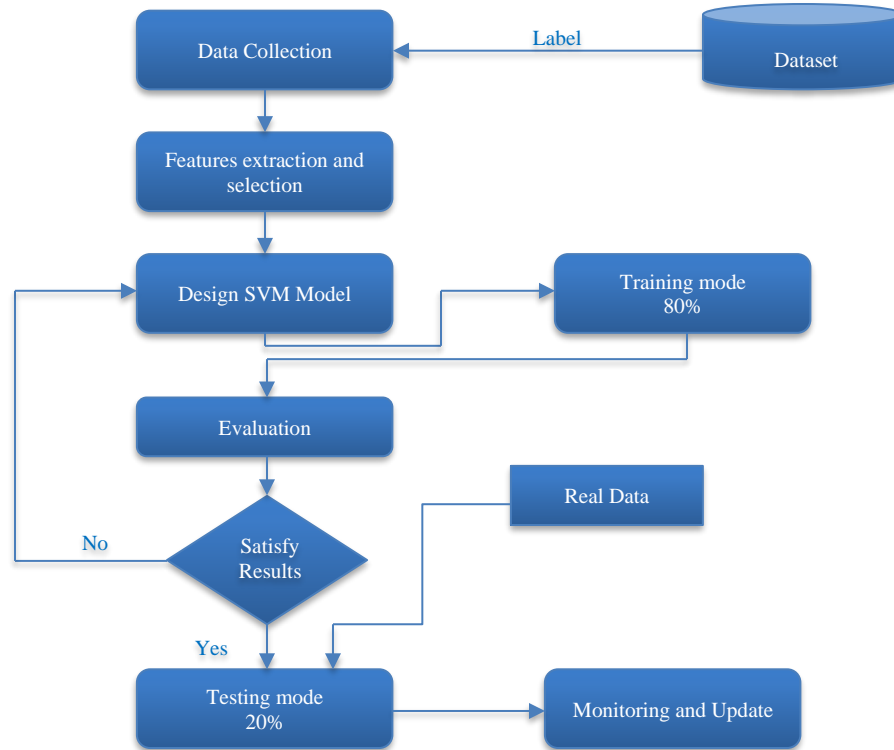 Data Collection
Label
Dataset
Features extraction and
selection
Design SVM Model
Training mode
80%
Evaluation
Real Data
Satisfy
Results
No
Yes
Testing mode
20%
Monitoring and Update